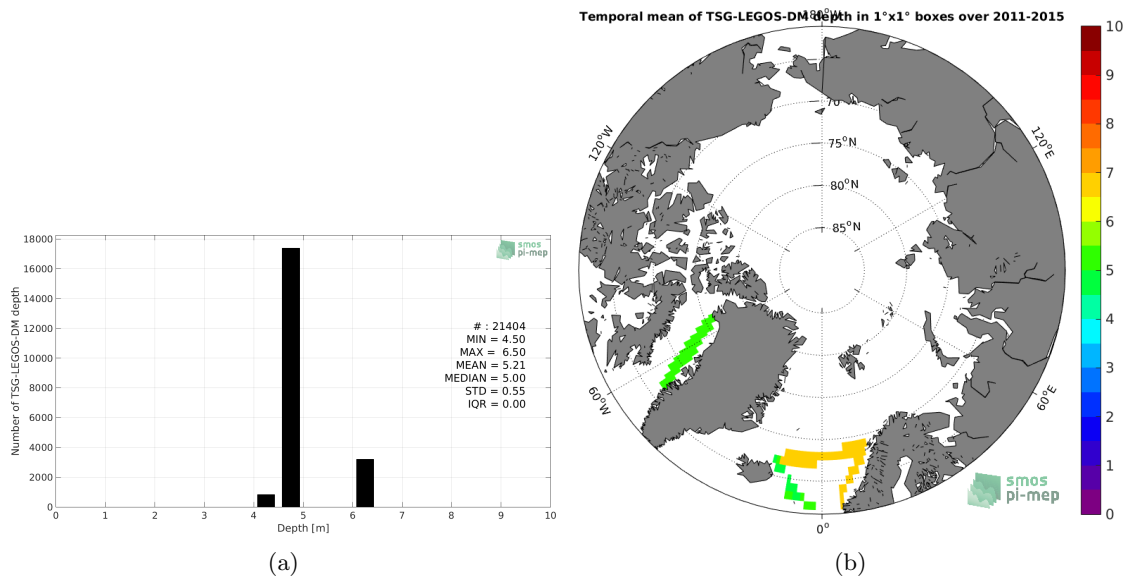 18000
16000
14000
12000
10000
8000
6000
4000
2000
0
Number of TSG-LEGOS-DM depth
0 1 2 3 4 5 6 7 8 9 10
Depth [m]
smos
pi-mep
# : 21404
MIN = 4.50
MAX = 6.50
MEAN = 5.21
MEDIAN = 5.00
STD = 0.55
IQR = 0.00
(a)
Temporal mean of TSG-LEGOS-DM depth in 1°x1° boxes over 2011-2015
180°W
120°W
120°E
75°N
80°N
85°N
60°W
60°E
0°
smos
pi-mep
10
9
8
7
6
5
4
3
2
1
0
(b)